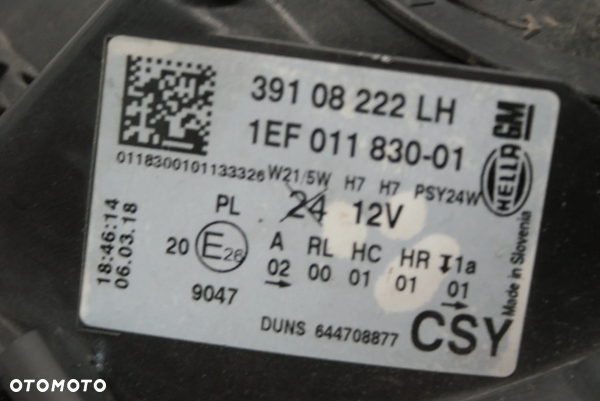 391 08 222 LH
1EF 011 830-01
GM
HELLA
0118300101133326 W21/5W H7 H7 PSY24W
PL 24 12V
18:46:14
06.03.18
20 E26 A RL HC HR 1a
02 00 01 01 01
9047
Made in Slovenia
DUNS 644708877 CSY
OTOMOTO